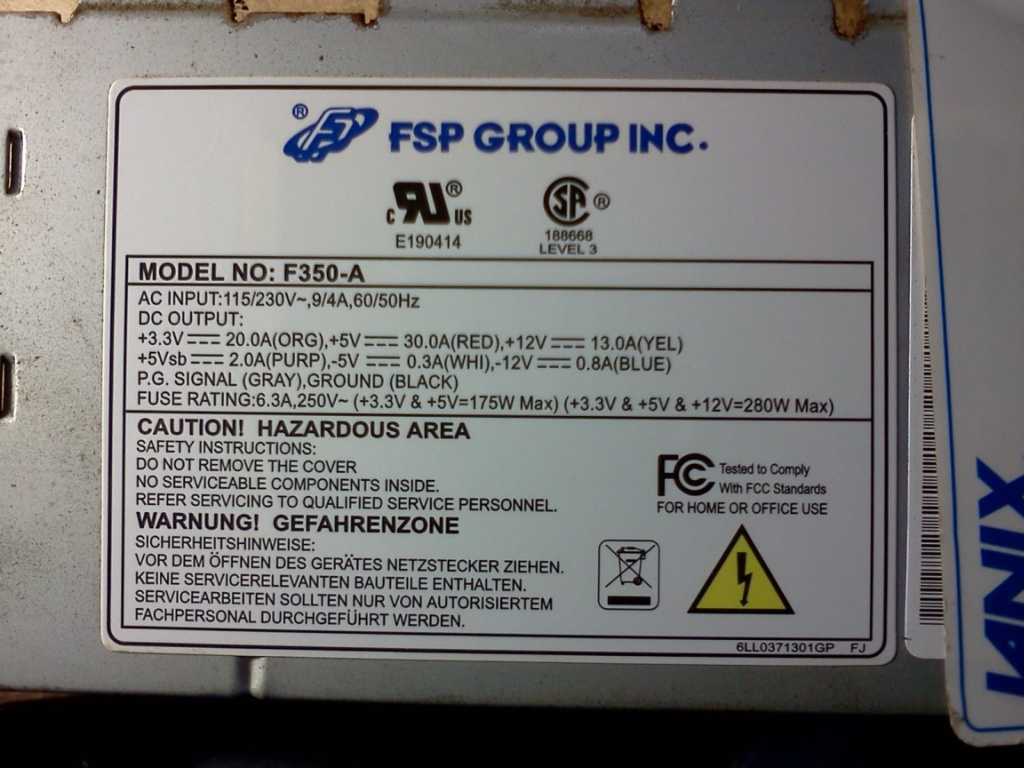 ® FSP GROUP INC.
C RU ® US
E190414
SA ®
188668
LEVEL 3
MODEL NO: F350-A
AC INPUT:115/230V~,9/4A,60/50Hz
DC OUTPUT:
+3.3V ⎓ 20.0A(ORG),+5V ⎓ 30.0A(RED),+12V ⎓ 13.0A(YEL)
+5Vsb ⎓ 2.0A(PURP),-5V ⎓ 0.3A(WHI),-12V ⎓ 0.8A(BLUE)
P.G. SIGNAL (GRAY),GROUND (BLACK)
FUSE RATING:6.3A,250V~ (+3.3V & +5V=175W Max) (+3.3V & +5V & +12V=280W Max)
CAUTION! HAZARDOUS AREA
SAFETY INSTRUCTIONS:
DO NOT REMOVE THE COVER
NO SERVICEABLE COMPONENTS INSIDE.
REFER SERVICING TO QUALIFIED SERVICE PERSONNEL.
WARNUNG! GEFAHRENZONE
SICHERHEITSHINWEISE:
VOR DEM ÖFFNEN DES GERÄTES NETZSTECKER ZIEHEN.
KEINE SERVICERELEVANTEN BAUTEILE ENTHALTEN.
SERVICEARBEITEN SOLLTEN NUR VON AUTORISIERTEM
FACHPERSONAL DURCHGEFÜHRT WERDEN.
FC Tested to Comply
With FCC Standards
FOR HOME OR OFFICE USE
6LL0371301GP FJ
LANIX